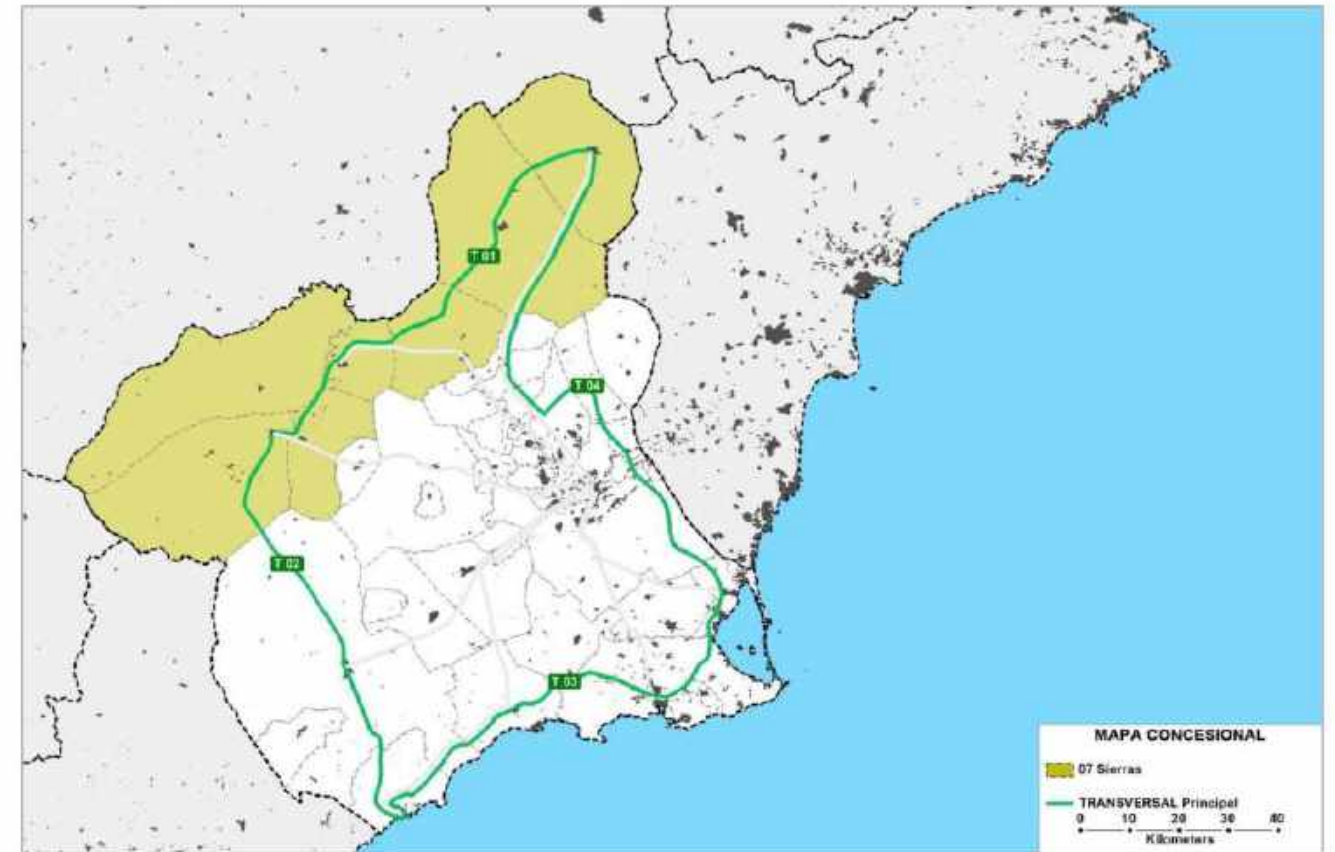 T 01
T 04
T 02
T 03
MAPA CONCESIONAL
07 Sierras
TRANSVERSAL Principal
0 10 20 30 40
Kilometers